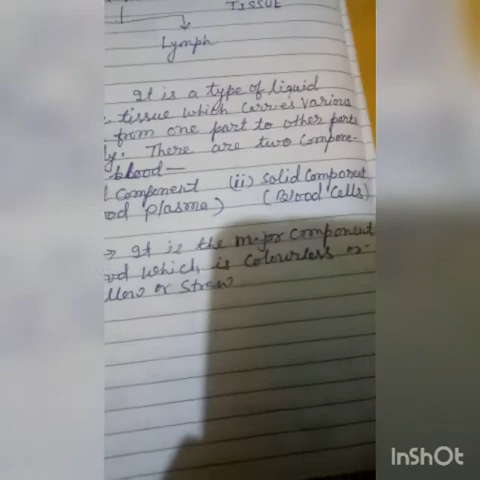 TISSUE
Lymph
It is a type of liquid
tissue which carries various
from one part to other parts
There are two compone-
blood—
Component (ii) Solid Component
plasma) (Blood Cells)
⇒ It is the major component
which is Colourless or
or straw
InShOt